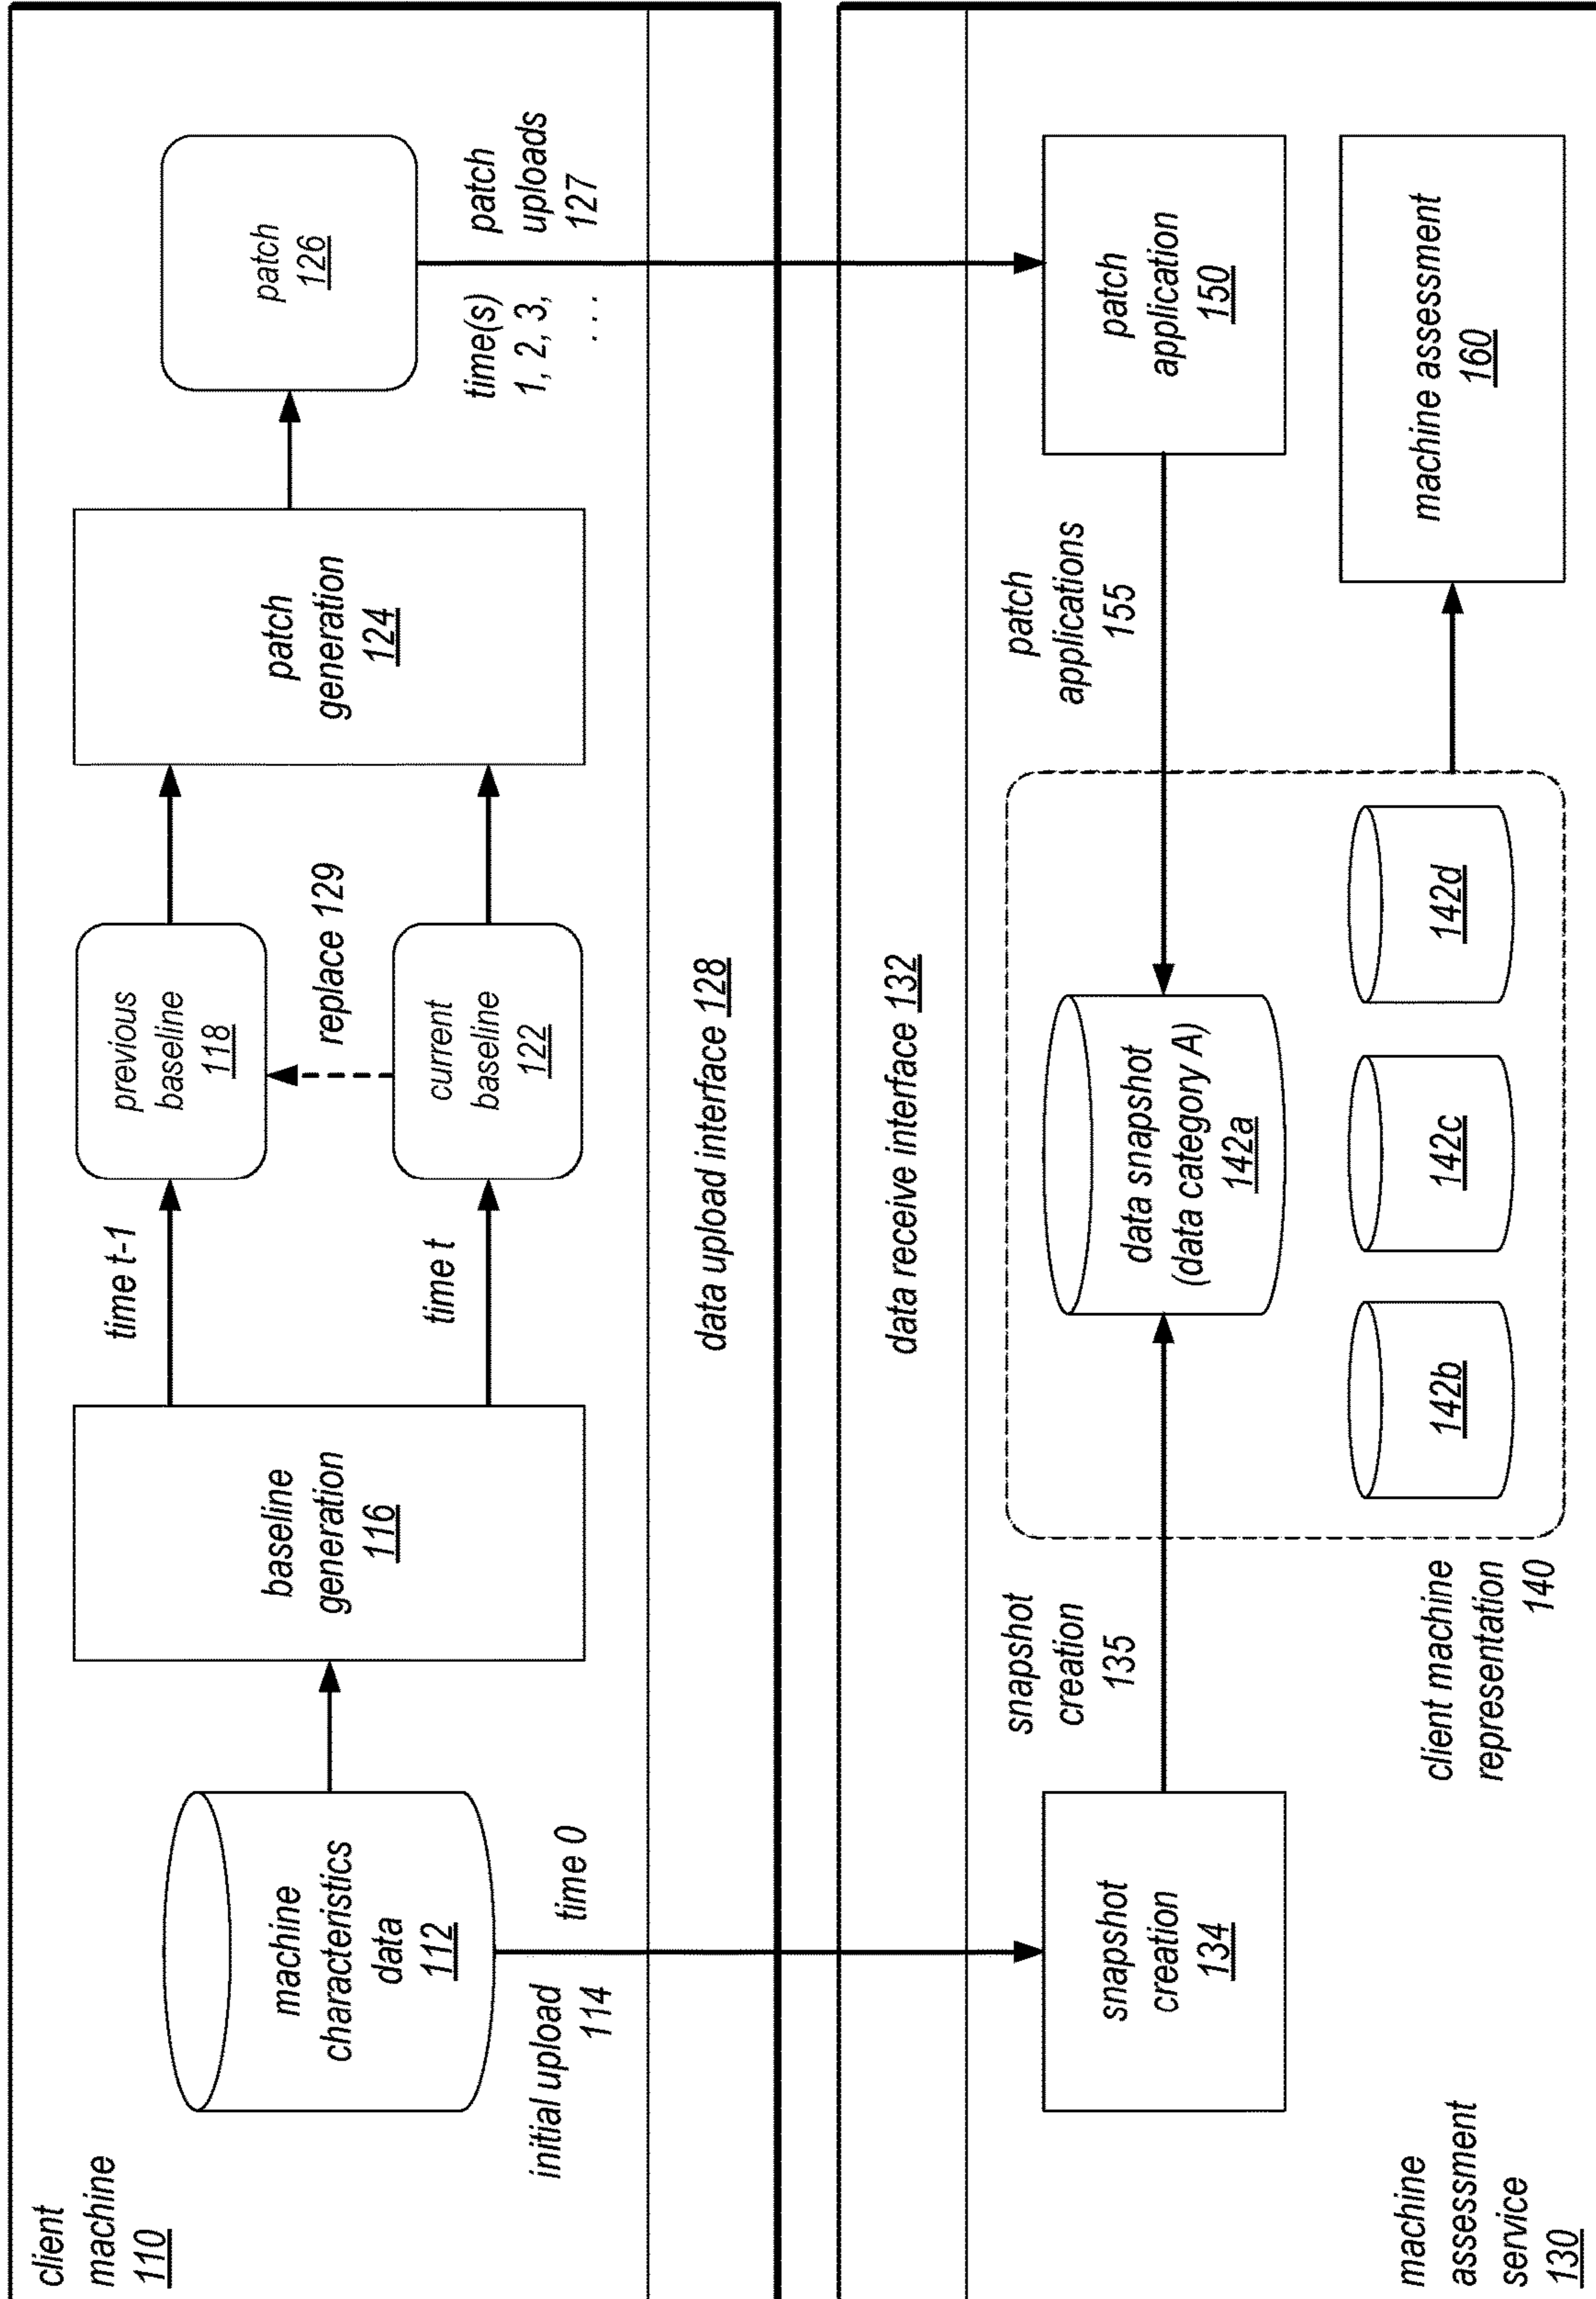 client
machine
110
machine
characteristics
data
112
initial upload
114
time 0
baseline
generation
116
time t-1
time t
previous
baseline
118
replace 129
current
baseline
122
patch
generation
124
patch
126
time(s)
1, 2, 3,
. . .
patch
uploads
127
data upload interface 128
data receive interface 132
machine
assessment
service
130
snapshot
creation
134
snapshot
creation
135
client machine
representation
140
data snapshot
(data category A)
142a
142b
142c
142d
patch
applications
155
patch
application
150
machine assessment
160